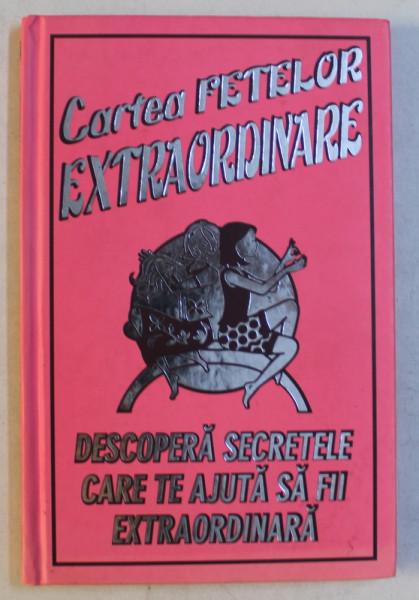 Cartea FETELOR
EXTRAORDINARE
DESCOPERĂ SECRETELE
CARE TE AJUTĂ SĂ FII
EXTRAORDINARĂ